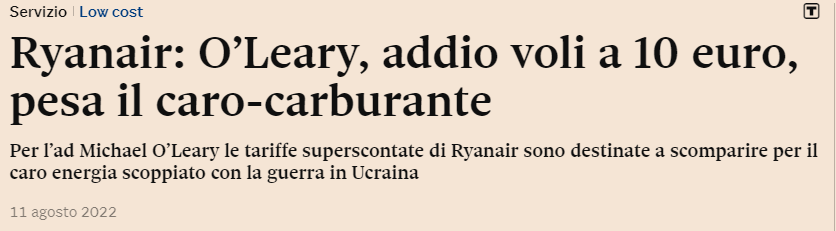 Servizio | Low cost
Ryanair: O’Leary, addio voli a 10 euro,
pesa il caro-carburante
Per l’ad Michael O’Leary le tariffe superscontate di Ryanair sono destinate a scomparire per il
caro energia scoppiato con la guerra in Ucraina
11 agosto 2022